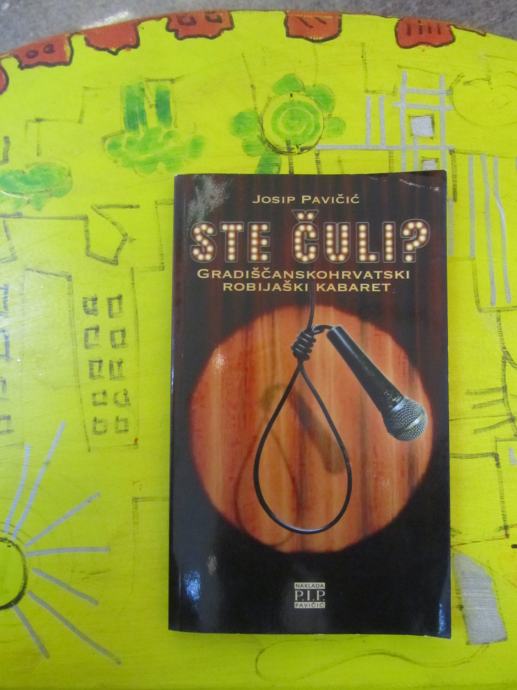 JOSIP PAVIČIĆ
STE ČULI?
GRADIŠČANSKOHRVATSKI
ROBIJAŠKI KABARET
NAKLADA
P.I.P.
PAVIČIĆ